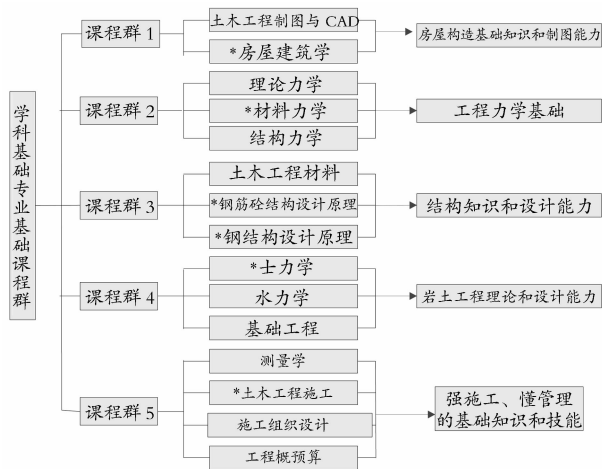 学科基础专业基础课程群
课程群 1
土木工程制图与 CAD
*房屋建筑学
房屋构造基础知识和制图能力
课程群 2
理论力学
*材料力学
结构力学
工程力学基础
课程群 3
土木工程材料
*钢筋砼结构设计原理
*钢结构设计原理
结构知识和设计能力
课程群 4
*士力学
水力学
基础工程
岩土工程理论和设计能力
课程群 5
测量学
*土木工程施工
施工组织设计
工程概预算
强施工、懂管理
的基础知识和技能